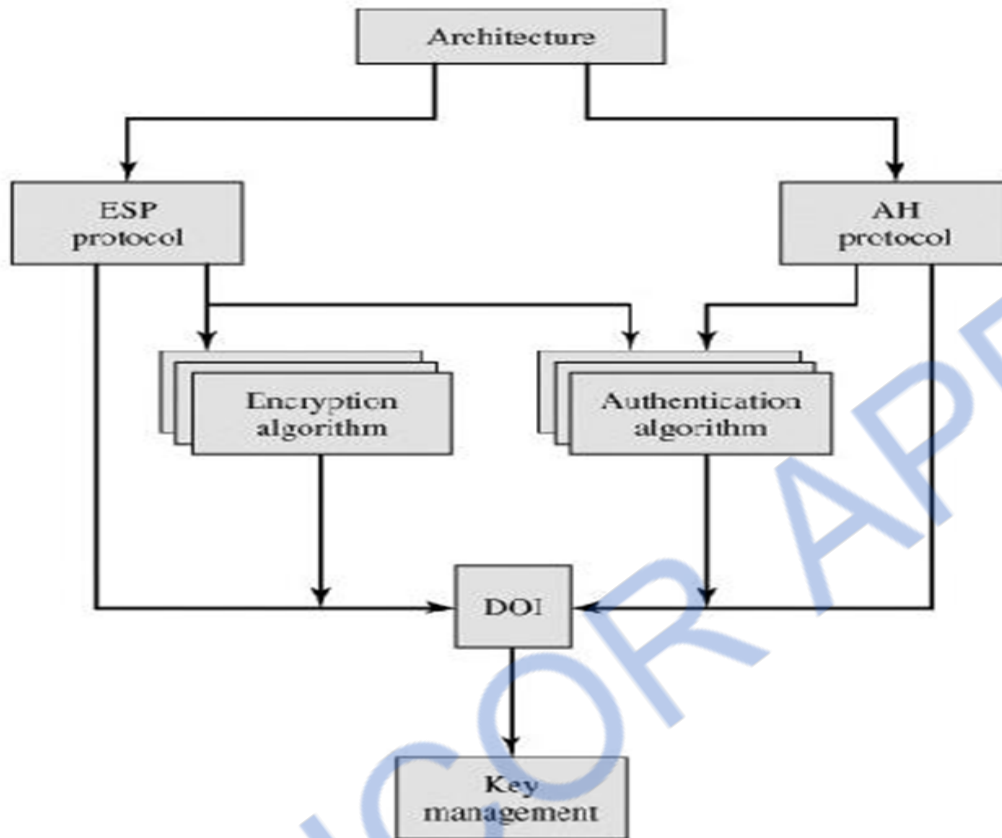 Architecture
ESP
protocol
AH
protocol
Encryption
algorithm
Authentication
algorithm
DOI
Key
management